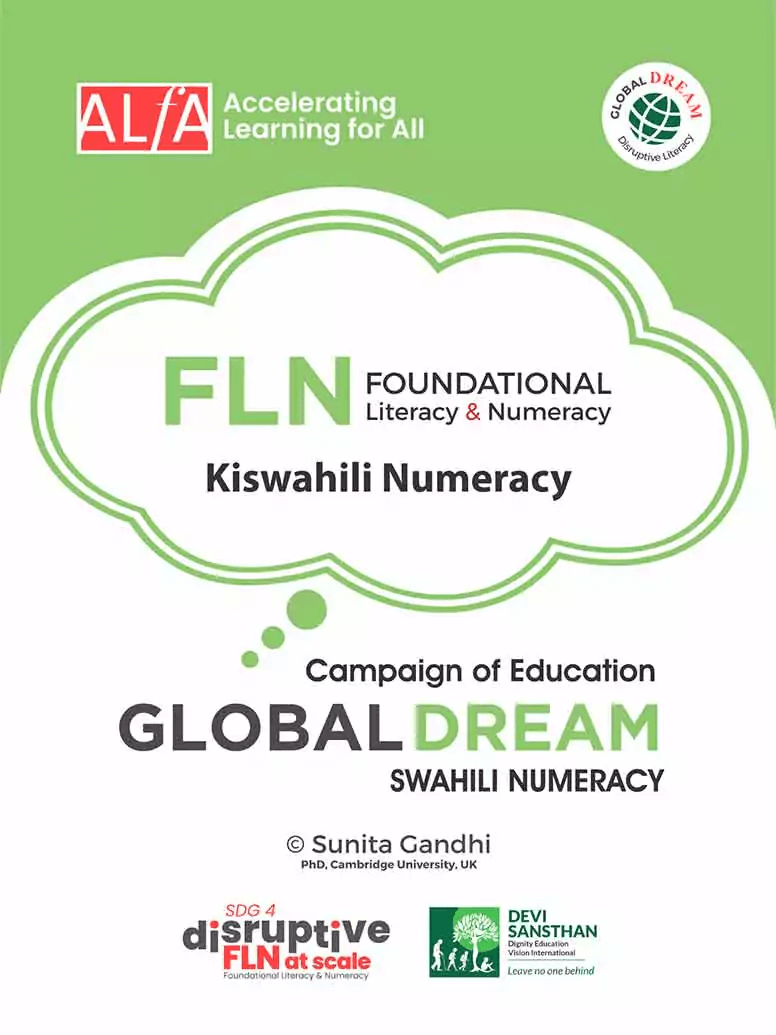 ALfA
Accelerating
Learning for All
GLOBAL DREAM
Disruptive Literacy
FLN
FOUNDATIONAL
Literacy & Numeracy
Kiswahili Numeracy
Campaign of Education
GLOBAL DREAM
SWAHILI NUMERACY
© Sunita Gandhi
PhD, Cambridge University, UK
SDG 4
disruptive
FLN at scale
Foundational Literacy & Numeracy
DEVI
SANSTHAN
Dignity Education
Vision International
Leave no one behind